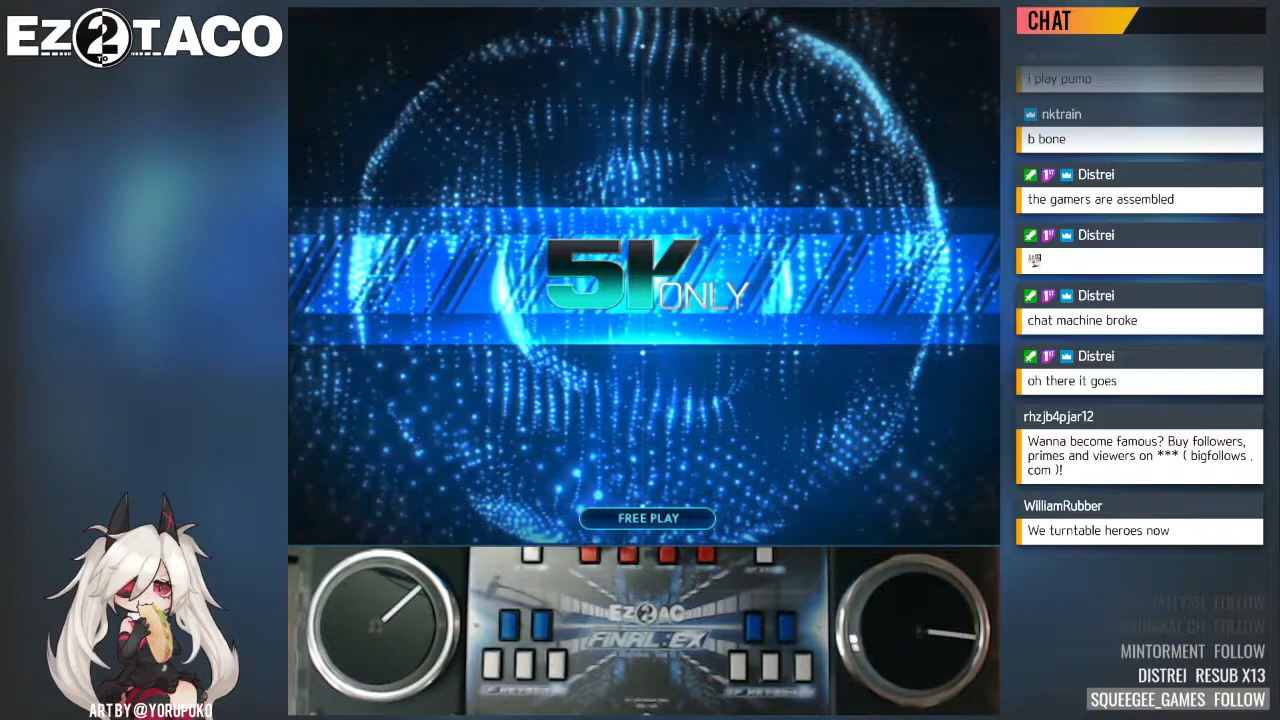 EZ2TACO
TO
5K ONLY
FREE PLAY
EZ2AC
FINAL:EX
ART BY @YORUPOKO
CHAT
i play pump
nktrain
b bone
Distrei
the gamers are assembled
Distrei
Distrei
chat machine broke
Distrei
oh there it goes
rhzjb4pjar12
Wanna become famous? Buy followers,
primes and viewers on *** ( bigfollows .
com )!
WilliamRubber
We turntable heroes now
MINTORMENT FOLLOW
DISTREI RESUB X13
SQUEEGEE_GAMES FOLLOW